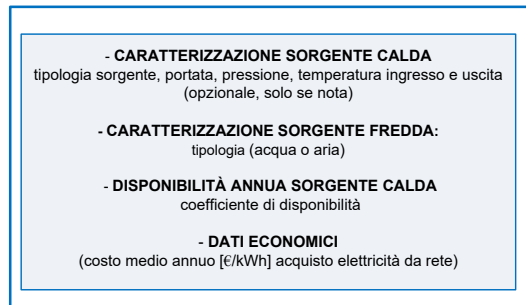 - CARATTERIZZAZIONE SORGENTE CALDA
tipologia sorgente, portata, pressione, temperatura ingresso e uscita
(opzionale, solo se nota)
- CARATTERIZZAZIONE SORGENTE FREDDA:
tipologia (acqua o aria)
- DISPONIBILITÀ ANNUA SORGENTE CALDA
coefficiente di disponibilità
- DATI ECONOMICI
(costo medio annuo [€/kWh] acquisto elettricità da rete)